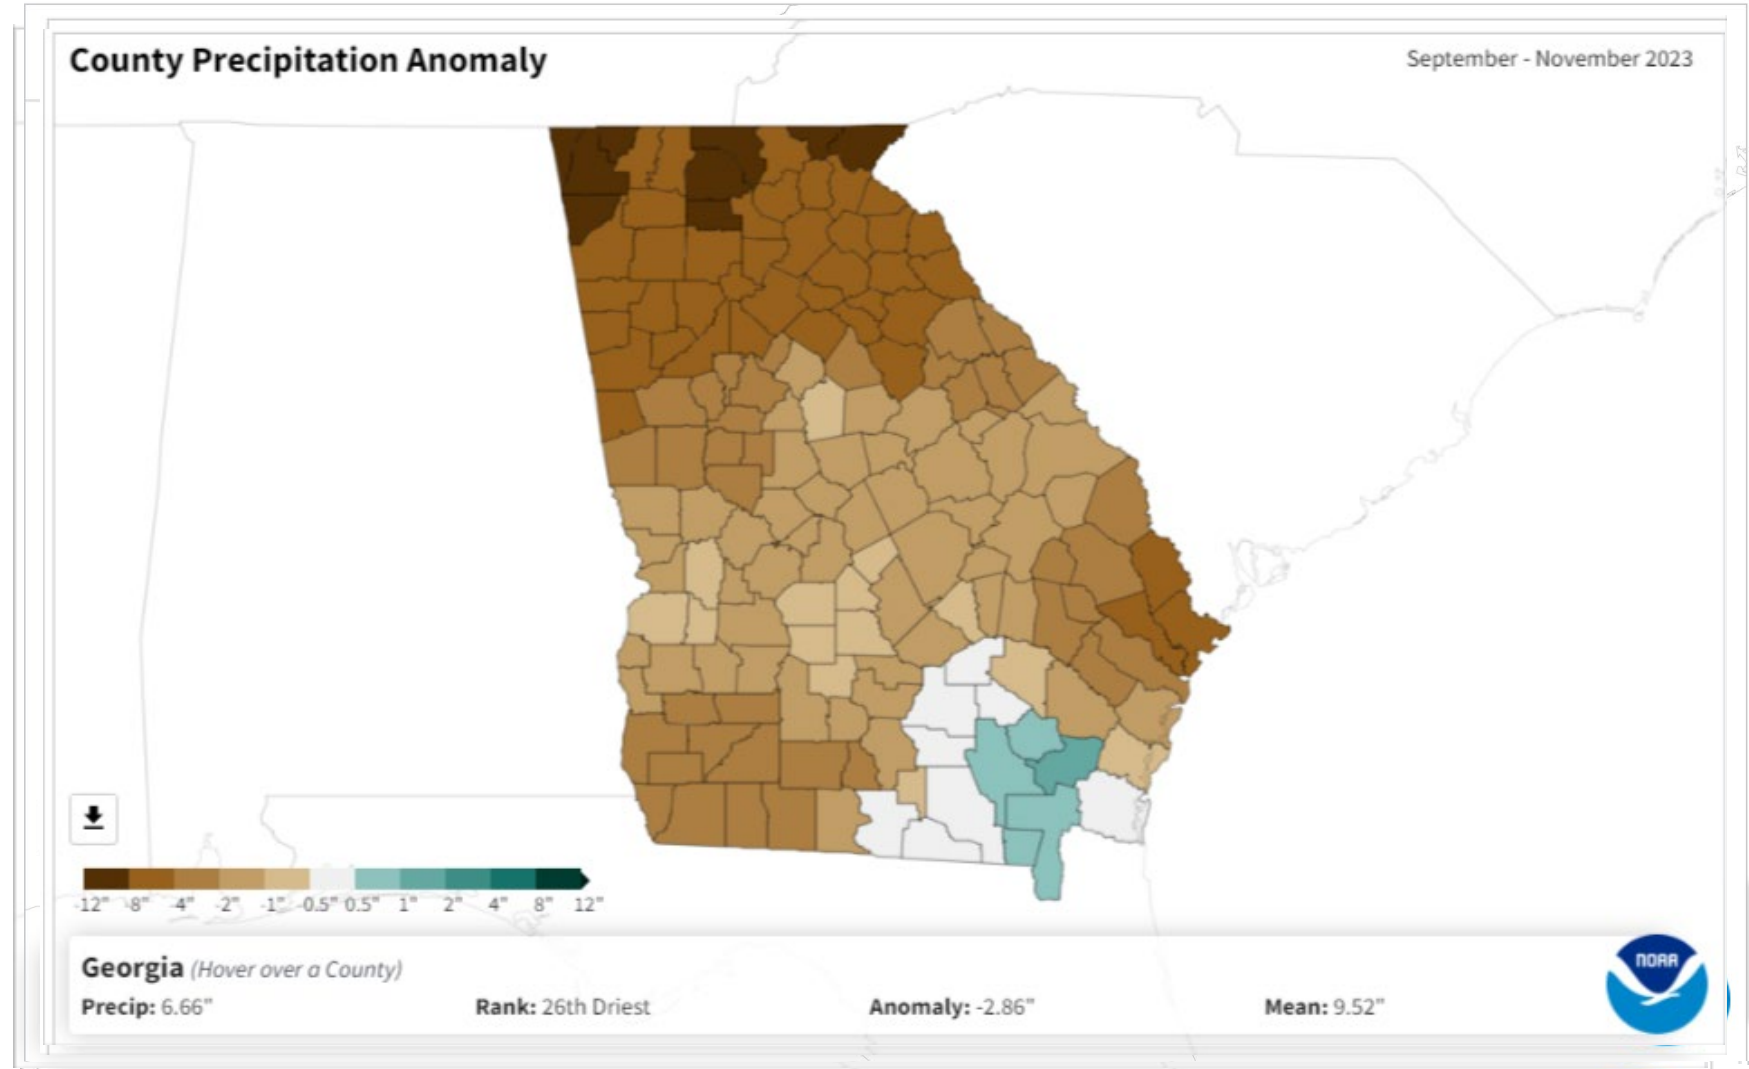 County Precipitation Anomaly
September - November 2023
-12" -8" -4" -2" -1" -0.5" 0.5" 1" 2" 4" 8" 12"
Georgia (Hover over a County)
Precip: 6.66" Rank: 26th Driest Anomaly: -2.86" Mean: 9.52"
NOAA